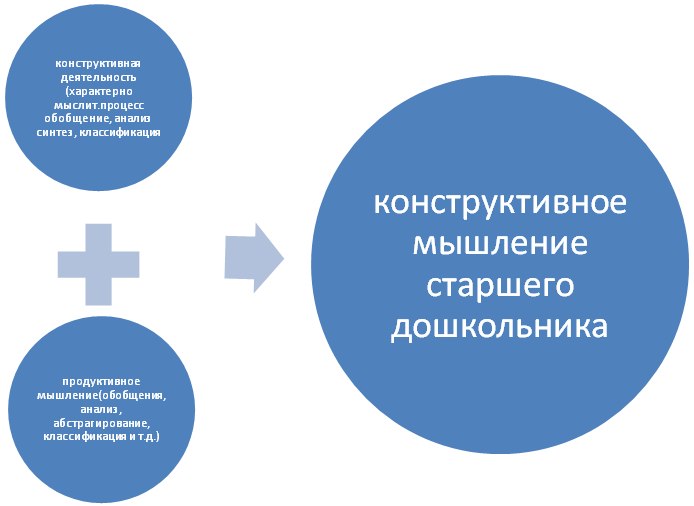 конструктивная
деятельность
(характерно
мыслит.процесс
обобщение, анализ
синтез, классификация
продуктивное
мышление(обобщения,
анализ,
абстрагирование,
классификация и т.д.)
конструктивное
мышление
старшего
дошкольника